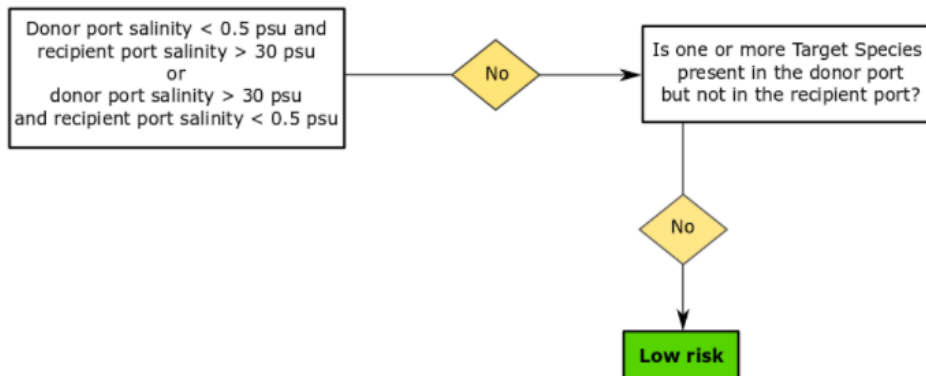 Donor port salinity < 0.5 psu and
recipient port salinity > 30 psu
or
donor port salinity > 30 psu
and recipient port salinity < 0.5 psu
No
Is one or more Target Species
present in the donor port
but not in the recipient port?
No
Low risk